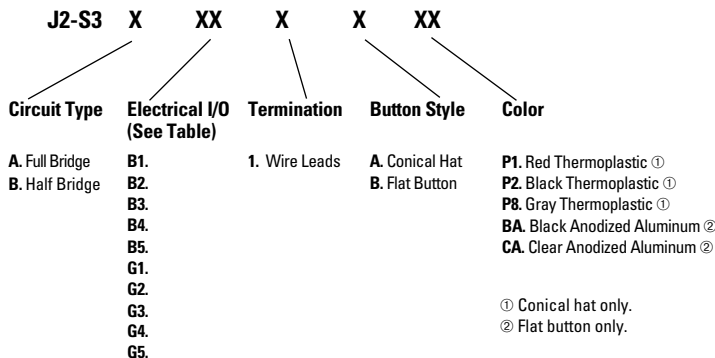 J2-S3 X XX X X XX
Circuit Type
A. Full Bridge
B. Half Bridge
Electrical I/O
(See Table)
B1.
B2.
B3.
B4.
B5.
G1.
G2.
G3.
G4.
G5.
Termination
1. Wire Leads
Button Style
A. Conical Hat
B. Flat Button
Color
P1. Red Thermoplastic ①
P2. Black Thermoplastic ①
P8. Gray Thermoplastic ①
BA. Black Anodized Aluminum ②
CA. Clear Anodized Aluminum ②
① Conical hat only.
② Flat button only.